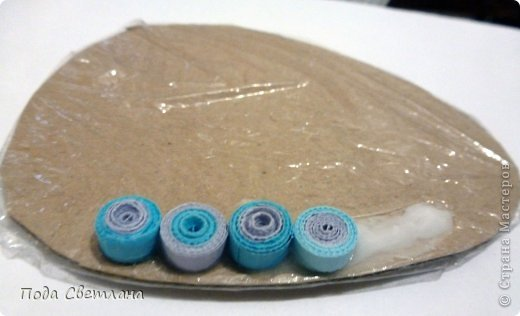 Пода Светлана
© Страна Мастеров